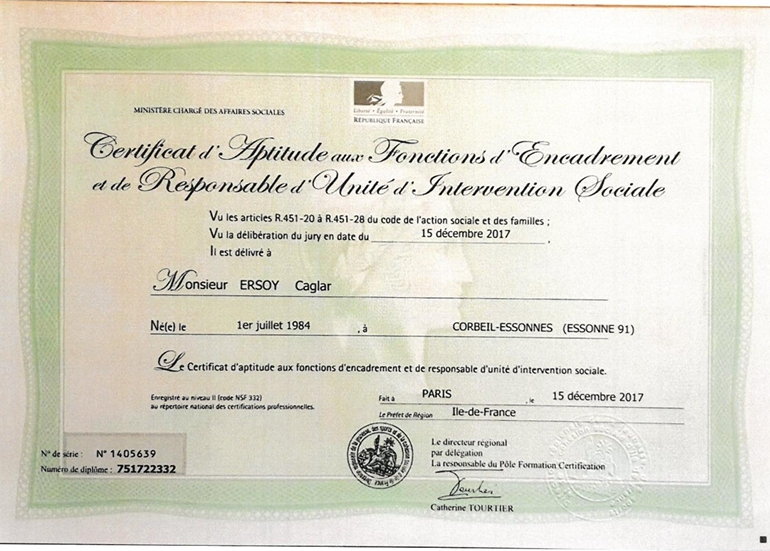 MINISTÈRE CHARGÉ DES AFFAIRES SOCIALES
Liberté • Égalité • Fraternité
RÉPUBLIQUE FRANÇAISE
Certificat d'Aptitude aux Fonctions d'Encadrement
et de Responsable d'Unité d'Intervention Sociale
Vu les articles R.451-20 à R.451-28 du code de l'action sociale et des familles ;
Vu la délibération du jury en date du 15 décembre 2017 ,
Il est délivré à
Monsieur ERSOY Caglar
Né(e) le 1er juillet 1984 , à CORBEIL-ESSONNES (ESSONNE 91)
Le Certificat d'aptitude aux fonctions d'encadrement et de responsable d'unité d'intervention sociale.
Enregistré au niveau II (code NSF 332)
au répertoire national des certifications professionnelles.
Fait à PARIS , le 15 décembre 2017
Le Préfet de Région Ile-de-France
N° de série : N° 1405639
Numéro de diplôme : 751722332
Le directeur régional
par délégation
La responsable du Pôle Formation Certification
Catherine TOURTIER